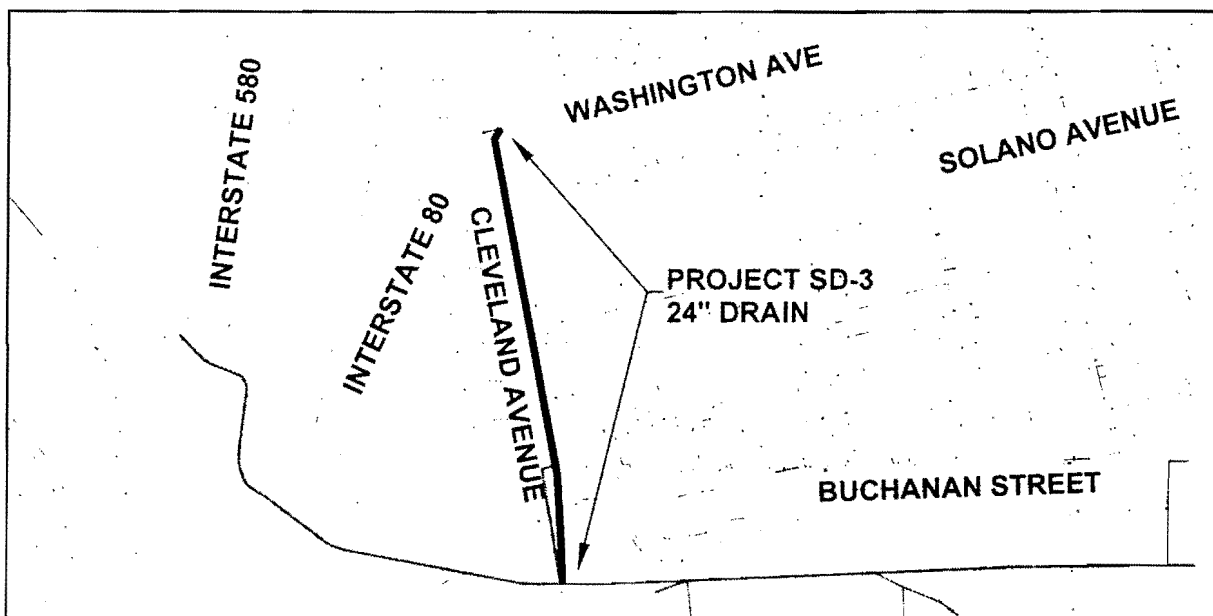 WASHINGTON AVE
SOLANO AVENUE
INTERSTATE 580
INTERSTATE 80
CLEVELAND AVENUE
PROJECT SD-3
24" DRAIN
BUCHANAN STREET